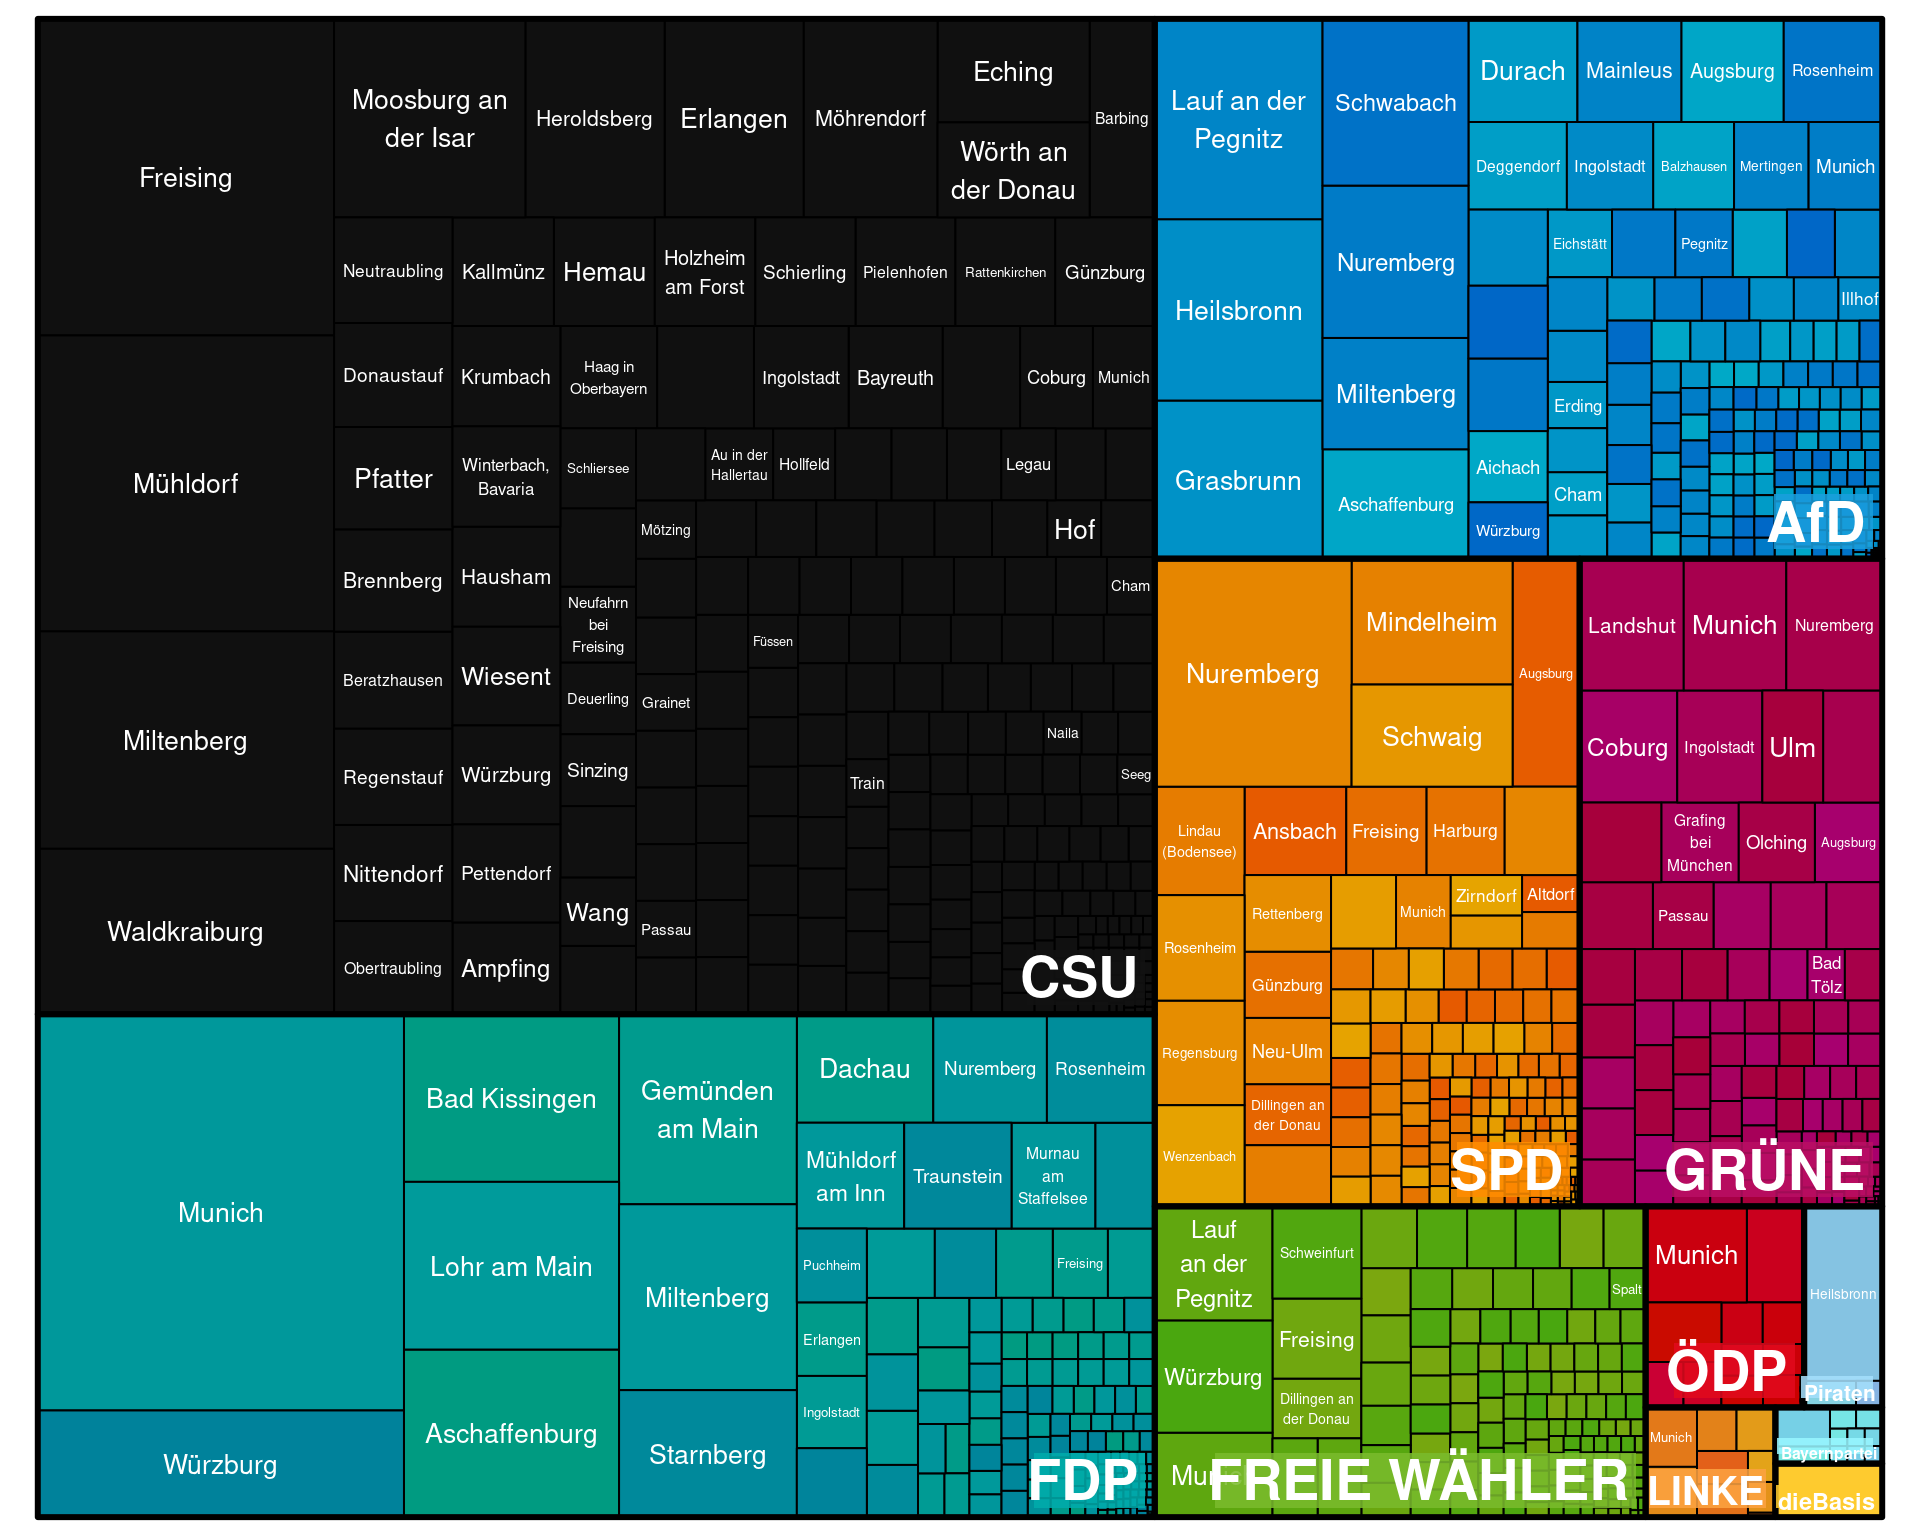 Freising
Mühldorf
Miltenberg
Waldkraiburg
Moosburg an
der Isar
Heroldsberg
Erlangen
Möhrendorf
Eching
Wörth an
der Donau
Barbing
Neutraubling
Kallmünz
Hemau
Holzheim
am Forst
Schierling
Pielenhofen
Rattenkirchen
Günzburg
Donaustauf
Krumbach
Haag in
Oberbayern
Ingolstadt
Bayreuth
Coburg
Munich
Pfatter
Winterbach,
Bavaria
Schliersee
Au in der
Hallertau
Hollfeld
Legau
Mötzing
Hof
Brennberg
Hausham
Neufahrn
bei
Freising
Cham
Füssen
Beratzhausen
Wiesent
Deuerling
Grainet
Naila
Regenstauf
Würzburg
Sinzing
Train
Seeg
Nittendorf
Pettendorf
Wang
Passau
Obertraubling
Ampfing
CSU
Lauf an der
Pegnitz
Heilsbronn
Grasbrunn
Schwabach
Nuremberg
Miltenberg
Aschaffenburg
Durach
Mainleus
Augsburg
Rosenheim
Deggendorf
Ingolstadt
Balzhausen
Mertingen
Munich
Eichstätt
Pegnitz
Illhof
Erding
Aichach
Cham
Würzburg
AfD
Nuremberg
Mindelheim
Schwaig
Augsburg
Lindau
(Bodensee)
Ansbach
Freising
Harburg
Rosenheim
Rettenberg
Munich
Zirndorf
Altdorf
Günzburg
Regensburg
Neu-Ulm
Dillingen an
der Donau
Wenzenbach
SPD
Landshut
Munich
Nuremberg
Coburg
Ingolstadt
Ulm
Grafing
bei
München
Olching
Augsburg
Passau
Bad
Tölz
GRÜNE
Munich
Würzburg
Bad Kissingen
Lohr am Main
Aschaffenburg
Gemünden
am Main
Miltenberg
Starnberg
Dachau
Nuremberg
Rosenheim
Mühldorf
am Inn
Traunstein
Murnau
am
Staffelsee
Puchheim
Freising
Erlangen
Ingolstadt
FDP
Lauf
an der
Pegnitz
Schweinfurt
Spalt
Freising
Würzburg
Dillingen an
der Donau
FREIE WÄHLER
Munich
ÖDP
Heilsbronn
Piraten
Munich
LINKE
Bayernpartei
dieBasis